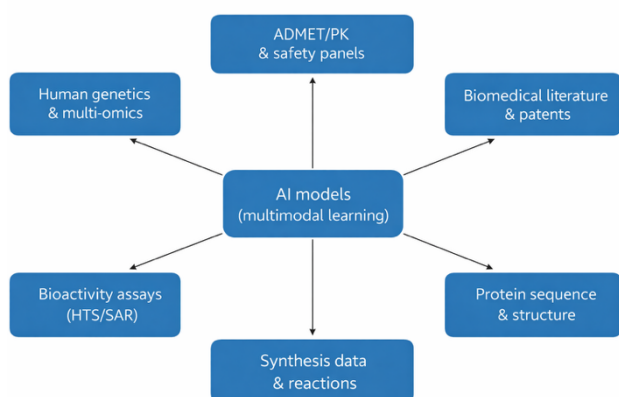 ADMET/PK
& safety panels
Human genetics
& multi-omics
Biomedical literature
& patents
AI models
(multimodal learning)
Bioactivity assays
(HTS/SAR)
Protein sequence
& structure
Synthesis data
& reactions